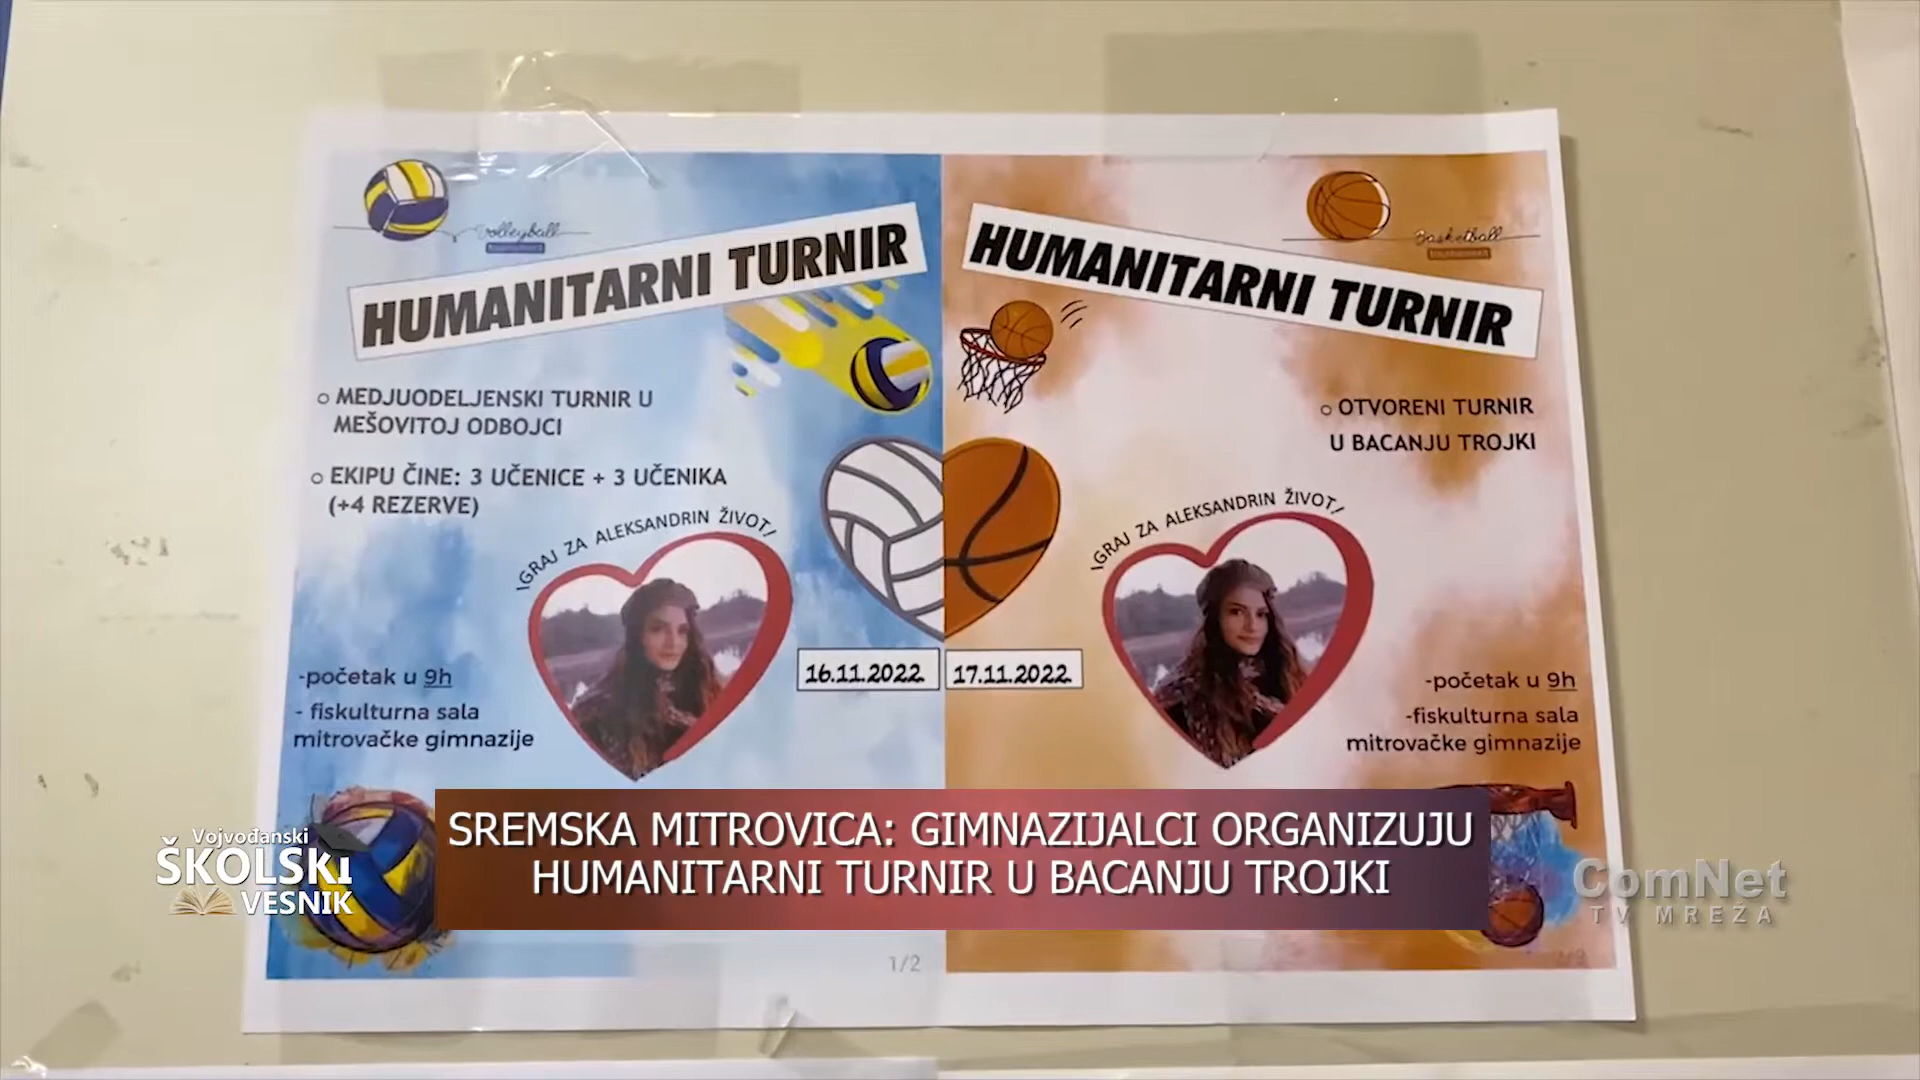 Volleyball
HUMANITARNI TURNIR
MEDJUODELJENSKI TURNIR U
MEŠOVITOJ ODBOJCI
EKIPU ČINE: 3 UČENICE + 3 UČENIKA
(+4 REZERVE)
IGRAJ ZA ALEKSANDRIN ŽIVOT!
-početak u 9h
- fiskulturna sala
mitrovačke gimnazije
16.11.2022.
1/2
Basketball
HUMANITARNI TURNIR
OTVORENI TURNIR
U BACANJU TROJKI
IGRAJ ZA ALEKSANDRIN ŽIVOT!
17.11.2022.
-početak u 9h
-fiskulturna sala
mitrovačke gimnazije
Vojvođanski
ŠKOLSKI
VESNIK
SREMSKA MITROVICA: GIMNAZIJALCI ORGANIZUJU
HUMANITARNI TURNIR U BACANJU TROJKI
ComNet
TV MREŽA